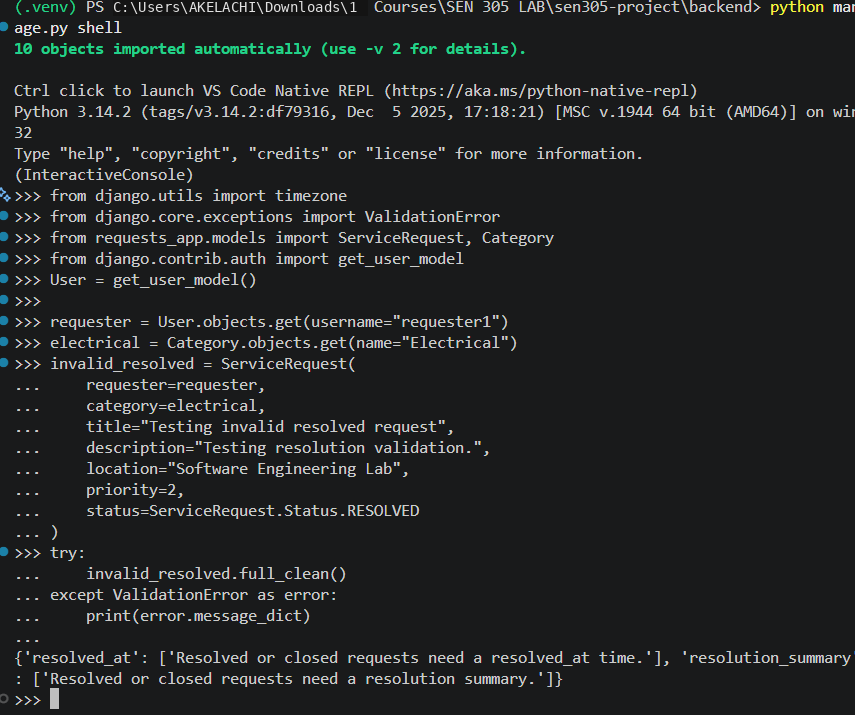 (.venv) PS C:\Users\AKELACHI\Downloads\1  Courses\SEN 305 LAB\sen305-project\backend> python man
age.py shell
10 objects imported automatically (use -v 2 for details).
Ctrl click to launch VS Code Native REPL (https://aka.ms/python-native-repl)
Python 3.14.2 (tags/v3.14.2:df79316, Dec  5 2025, 17:18:21) [MSC v.1944 64 bit (AMD64)] on win
32
Type "help", "copyright", "credits" or "license" for more information.
(InteractiveConsole)
>>> from django.utils import timezone
>>> from django.core.exceptions import ValidationError
>>> from requests_app.models import ServiceRequest, Category
>>> from django.contrib.auth import get_user_model
>>> User = get_user_model()
>>>
>>> requester = User.objects.get(username="requester1")
>>> electrical = Category.objects.get(name="Electrical")
>>> invalid_resolved = ServiceRequest(
...     requester=requester,
...     category=electrical,
...     title="Testing invalid resolved request",
...     description="Testing resolution validation.",
...     location="Software Engineering Lab",
...     priority=2,
...     status=ServiceRequest.Status.RESOLVED
... )
>>> try:
...     invalid_resolved.full_clean()
... except ValidationError as error:
...     print(error.message_dict)
...
{'resolved_at': ['Resolved or closed requests need a resolved_at time.'], 'resolution_summary'
: ['Resolved or closed requests need a resolution summary.']}
>>>